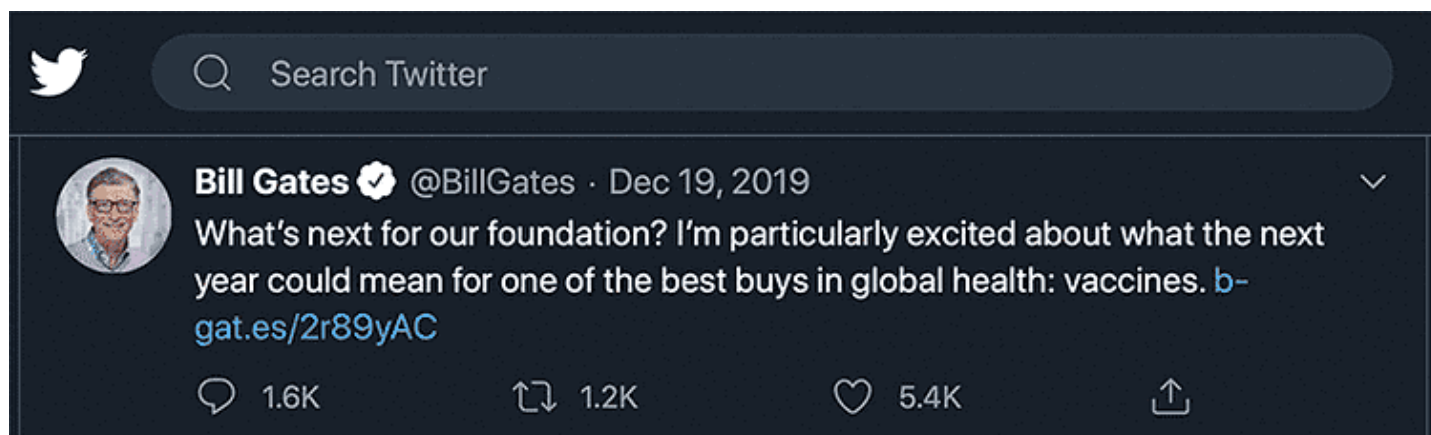 Search Twitter
Bill Gates @BillGates · Dec 19, 2019
What's next for our foundation? I'm particularly excited about what the next
year could mean for one of the best buys in global health: vaccines. b-
gat.es/2r89yAC
1.6K 1.2K 5.4K